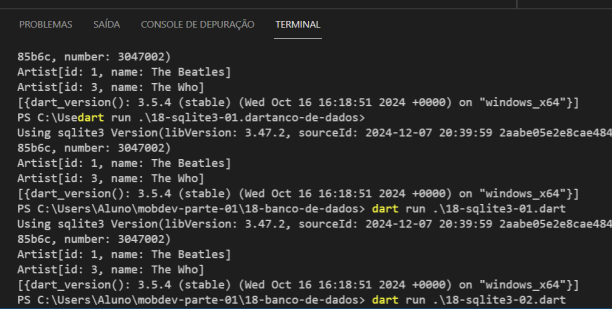 PROBLEMAS SAÍDA CONSOLE DE DEPURAÇÃO TERMINAL
85b6c, number: 3047002)
Artist[id: 1, name: The Beatles]
Artist[id: 3, name: The Who]
[{dart_version(): 3.5.4 (stable) (Wed Oct 16 16:18:51 2024 +0000) on "windows_x64"}]
PS C:\Usedart run .\18-sqlite3-01.dartanco-de-dados>
Using sqlite3 Version(libVersion: 3.47.2, sourceId: 2024-12-07 20:39:59 2aabe05e2e8cae484
85b6c, number: 3047002)
Artist[id: 1, name: The Beatles]
Artist[id: 3, name: The Who]
[{dart_version(): 3.5.4 (stable) (Wed Oct 16 16:18:51 2024 +0000) on "windows_x64"}]
PS C:\Users\Aluno\mobdev-parte-01\18-banco-de-dados> dart run .\18-sqlite3-01.dart
Using sqlite3 Version(libVersion: 3.47.2, sourceId: 2024-12-07 20:39:59 2aabe05e2e8cae484
85b6c, number: 3047002)
Artist[id: 1, name: The Beatles]
Artist[id: 3, name: The Who]
[{dart_version(): 3.5.4 (stable) (Wed Oct 16 16:18:51 2024 +0000) on "windows_x64"}]
PS C:\Users\Aluno\mobdev-parte-01\18-banco-de-dados> dart run .\18-sqlite3-02.dart